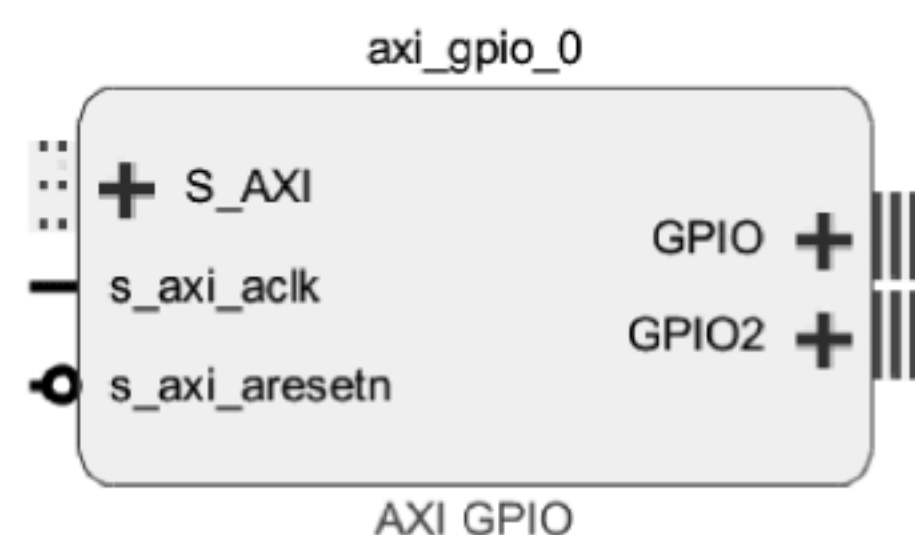 axi_gpio_0
S_AXI
GPIO
s_axi_aclk
GPIO2
s_axi_aresetn
AXI GPIO